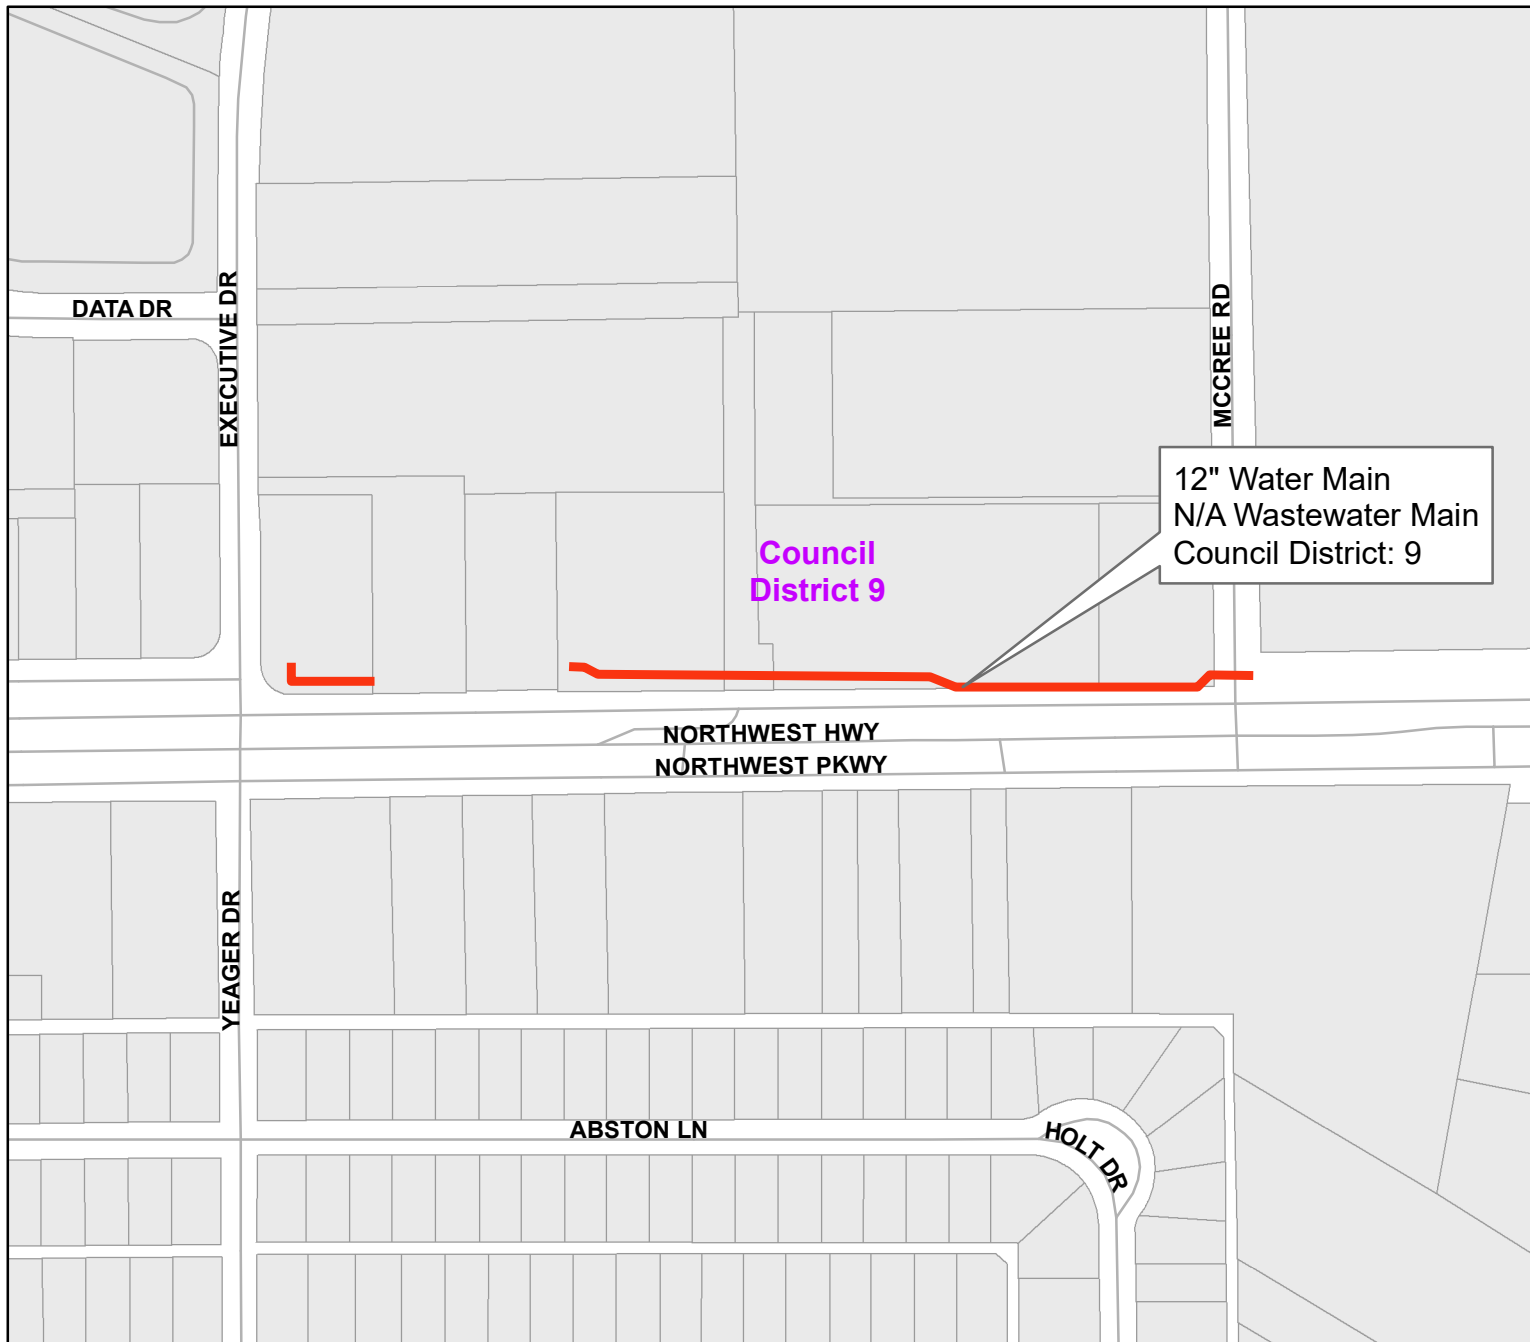 DATA DR
EXECUTIVE DR
MCCREE RD
12" Water Main
N/A Wastewater Main
Council District: 9
Council
District 9
NORTHWEST HWY
NORTHWEST PKWY
YEAGER DR
ABSTON LN
HOLT DR